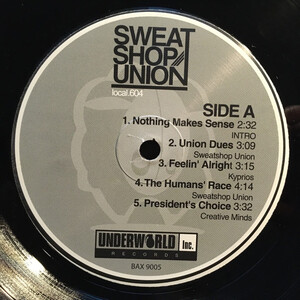 SWEAT
SHOP
UNION
local.604
SIDE A
1. Nothing Makes Sense 2:32
INTRO
2. Union Dues 3:09
Sweatshop Union
3. Feelin' Alright 3:15
Kyprios
4. The Humans' Race 4:14
Sweatshop Union
5. President's Choice 3:32
Creative Minds
UNDERWORLD Inc.
RECORDS
BAX 9005